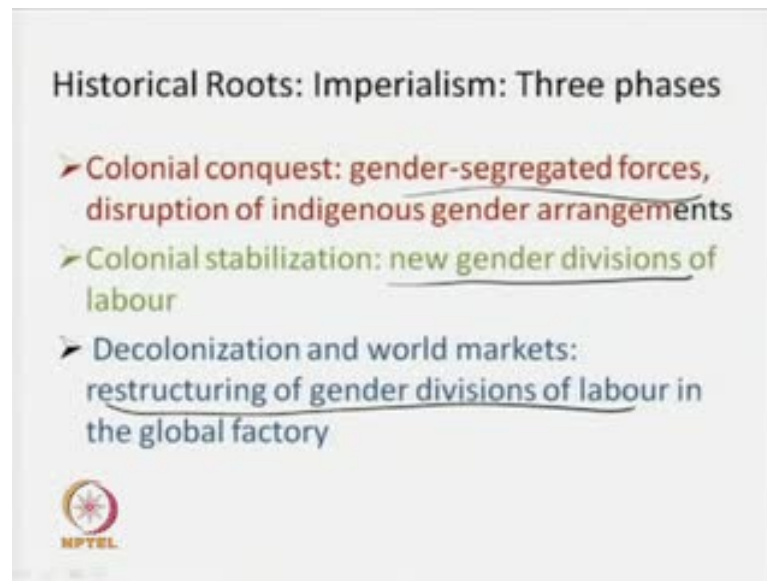 Historical Roots: Imperialism: Three phases
➢Colonial conquest: gender-segregated forces,
disruption of indigenous gender arrangements
➢Colonial stabilization: new gender divisions of
labour
➢ Decolonization and world markets:
restructuring of gender divisions of labour in
the global factory
NPTEL